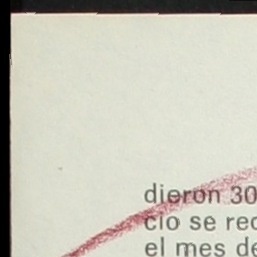 dieron 30
cio se rec
el mes de